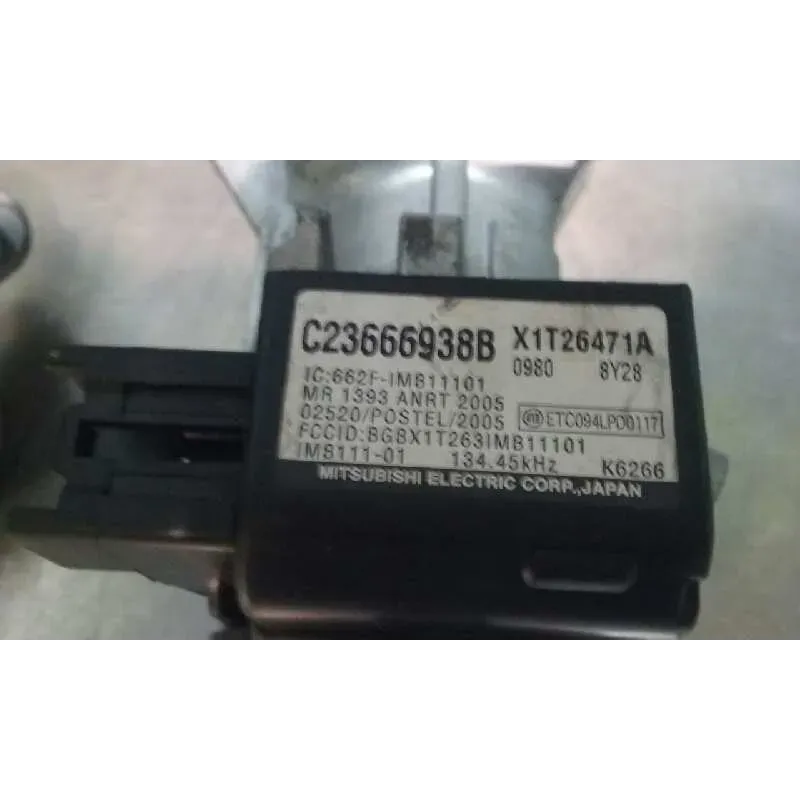 C23666938B X1T26471A
0980 8Y28
IC:662F-IMB11101
MR 1393 ANRT 2005
02520/POSTEL/2005 ETC094LPD0117
FCCID:BGBX1T263IMB11101
IMB111-01 134.45kHz K6266
MITSUBISHI ELECTRIC CORP.,JAPAN